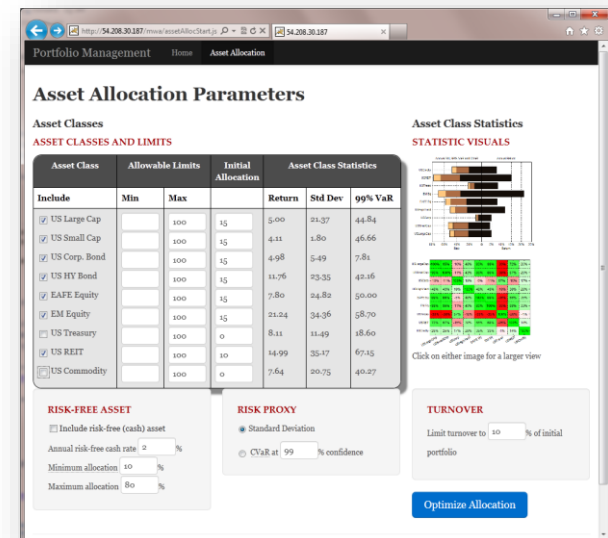 http://54.208.30.187/mwa/assetAllocStart.js
54.208.30.187
Portfolio Management Home Asset Allocation
Asset Allocation Parameters
Asset Classes
ASSET CLASSES AND LIMITS
Asset Class Allowable Limits Initial Allocation Asset Class Statistics
Include Min Max Return Std Dev 99% VaR
US Large Cap 100 15 5.00 21.37 44.84
US Small Cap 100 15 4.11 1.80 46.66
US Corp. Bond 100 15 4.98 5.49 7.81
US HY Bond 100 15 11.76 23.35 42.16
EAFE Equity 100 15 7.80 24.82 50.00
EM Equity 100 15 21.24 34.36 58.70
US Treasury 100 0 8.11 11.49 18.60
US REIT 100 10 14.99 35.17 67.15
US Commodity 100 0 7.64 20.75 40.27
Asset Class Statistics
STATISTIC VISUALS
Click on either image for a larger view
RISK-FREE ASSET
Include risk-free (cash) asset
Annual risk-free cash rate 2 %
Minimum allocation 10 %
Maximum allocation 80 %
RISK PROXY
Standard Deviation
CVaR at 99 % confidence
TURNOVER
Limit turnover to 10 % of initial
portfolio
Optimize Allocation